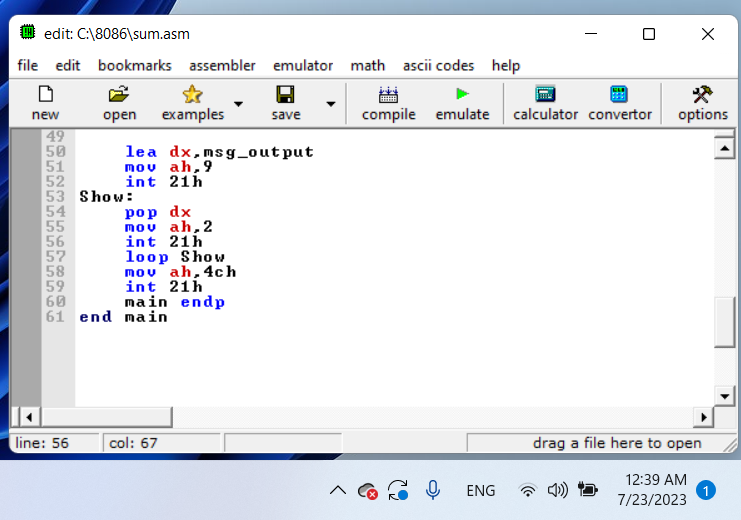 edit: C:\8086\sum.asm
file edit bookmarks assembler emulator math ascii codes help
new open examples save compile emulate calculator convertor options
49
50 lea dx,msg_output
51 mov ah,9
52 int 21h
53 Show:
54 pop dx
55 mov ah,2
56 int 21h
57 loop Show
58 mov ah,4ch
59 int 21h
60 main endp
61 end main
line: 56 col: 67 drag a file here to open
ENG 12:39 AM 1
7/23/2023